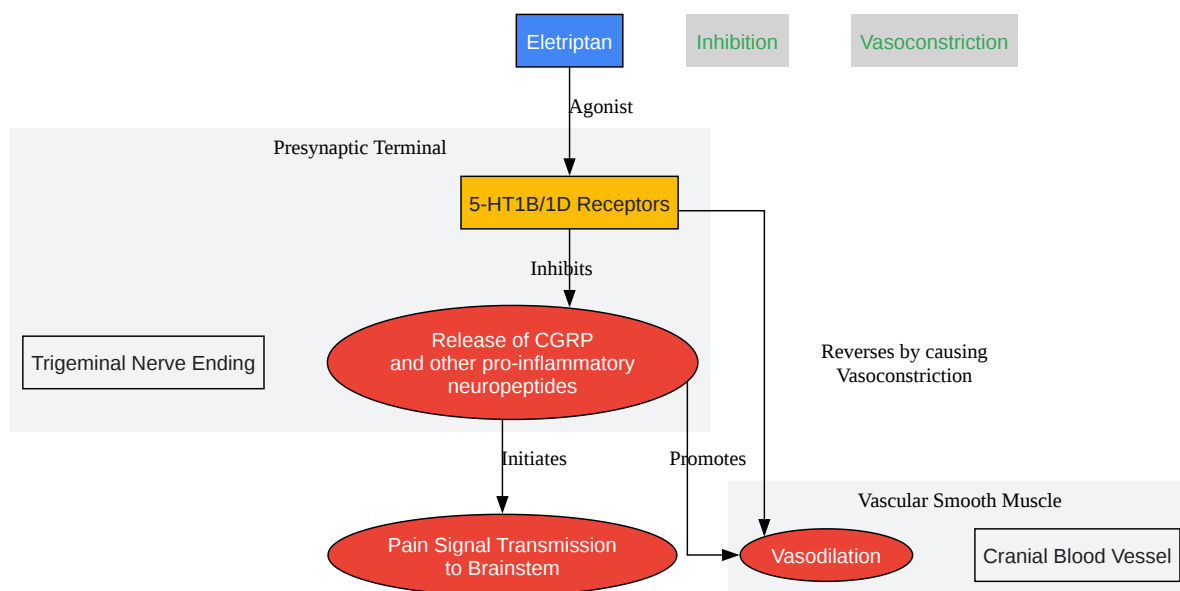 Eletriptan
Inhibition
Vasoconstriction
Agonist
Presynaptic Terminal
5-HT1B/1D Receptors
Inhibits
Release of CGRP
and other pro-inflammatory
neuropeptides
Trigeminal Nerve Ending
Reverses by causing
Vasoconstriction
Initiates
Promotes
Vascular Smooth Muscle
Pain Signal Transmission
to Brainstem
Vasodilation
Cranial Blood Vessel